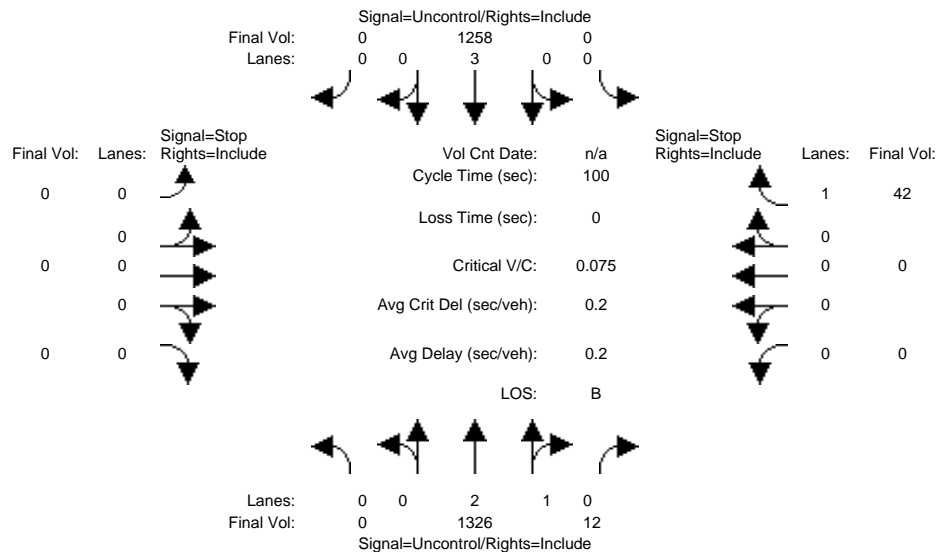 Signal=Uncontrol/Rights=Include
Final Vol: 0 1258 0
Lanes: 0 0 3 0 0
Signal=Stop
Final Vol: Lanes: Rights=Include
Vol Cnt Date: n/a
Signal=Stop
Rights=Include Lanes: Final Vol:
Cycle Time (sec): 100
0 0
1 42
Loss Time (sec): 0
0
0
Critical V/C: 0.075
0 0
0 0
Avg Crit Del (sec/veh): 0.2
0
0
Avg Delay (sec/veh): 0.2
0 0
0 0
LOS: B
Lanes: 0 0 2 1 0
Final Vol: 0 1326 12
Signal=Uncontrol/Rights=Include